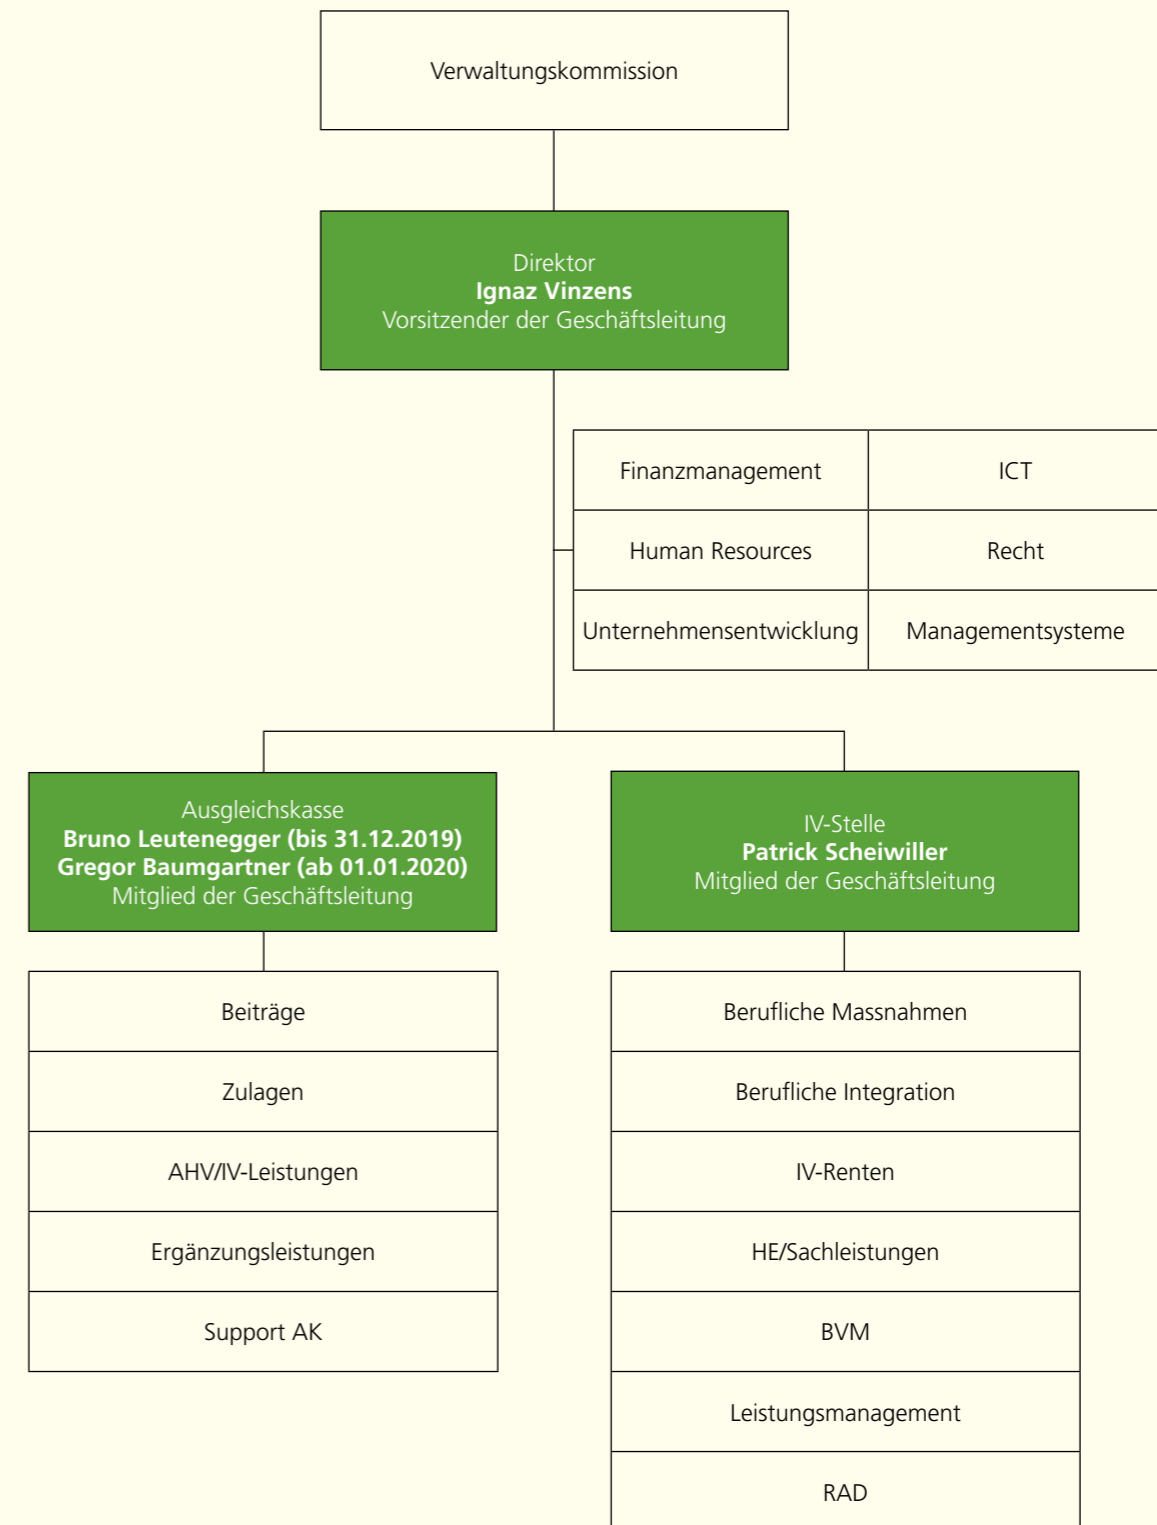 Verwaltungskommission
Direktor
Ignaz Vinzens
Vorsitzender der Geschäftsleitung
Finanzmanagement
ICT
Human Resources
Recht
Unternehmensentwicklung
Managementsysteme
Ausgleichskasse
Bruno Leutenegger (bis 31.12.2019)
Gregor Baumgartner (ab 01.01.2020)
Mitglied der Geschäftsleitung
IV-Stelle
Patrick Scheiwiller
Mitglied der Geschäftsleitung
Beiträge
Zulagen
AHV/IV-Leistungen
Ergänzungsleistungen
Support AK
Berufliche Massnahmen
Berufliche Integration
IV-Renten
HE/Sachleistungen
BVM
Leistungsmanagement
RAD